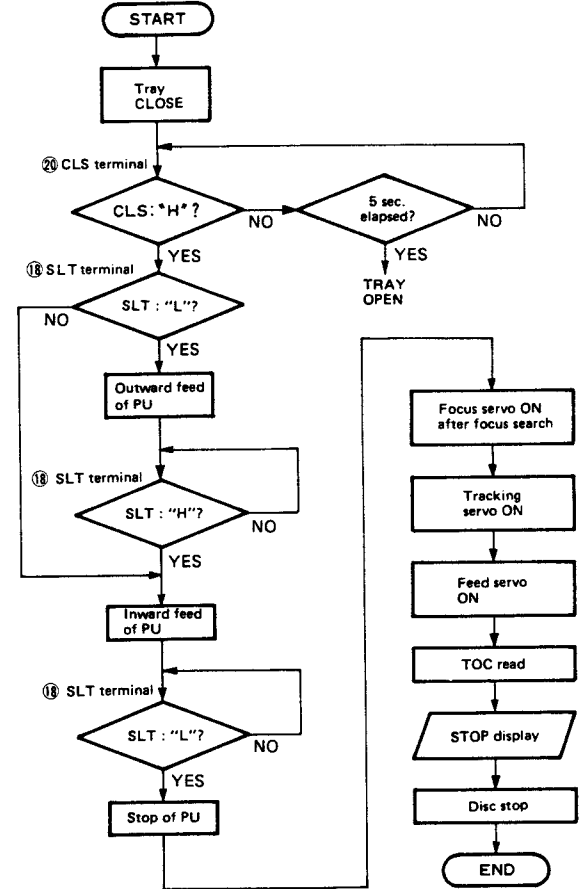 START
Tray
CLOSE
⑳ CLS terminal
CLS: "H" ?
NO
5 sec.
elapsed?
NO
YES
YES
TRAY
OPEN
⑱ SLT terminal
SLT : "L"?
NO
YES
Outward feed
of PU
⑱ SLT terminal
SLT : "H"?
NO
YES
Inward feed
of PU
⑱ SLT terminal
SLT : "L"?
NO
YES
Stop of PU
Focus servo ON
after focus search
Tracking
servo ON
Feed servo
ON
TOC read
STOP display
Disc stop
END